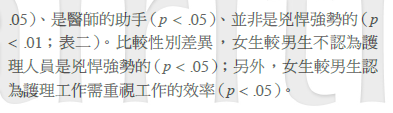 .05)、是醫師的助手(p < .05)、並非是兇悍強勢的(p
< .01；表二)。比較性別差異，女生較男生不認為護
理人員是兇悍強勢的(p < .05)；另外，女生較男生認
為護理工作需重視工作的效率(p < .05)。